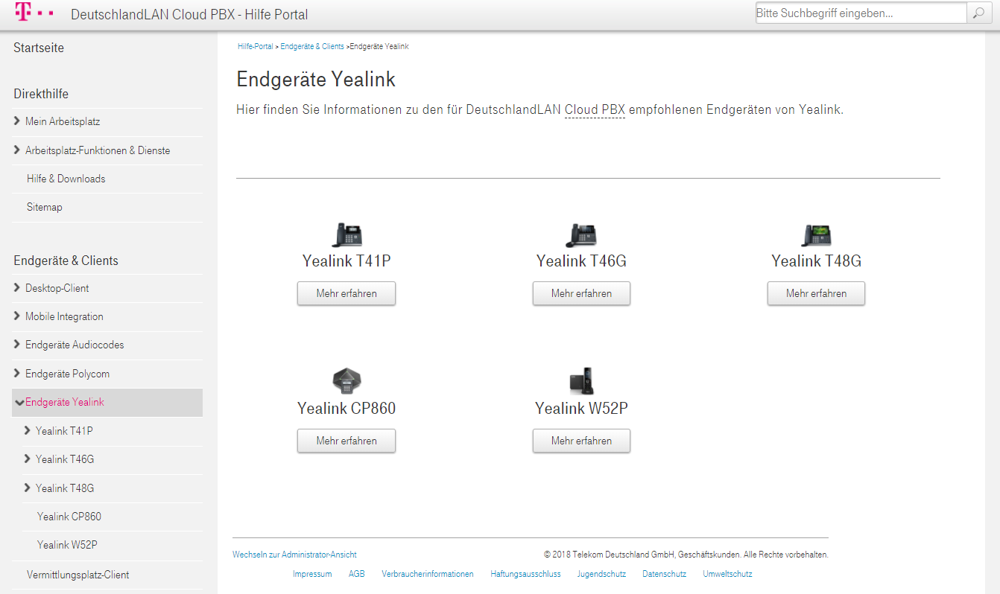 T
DeutschlandLAN Cloud PBX - Hilfe Portal
Bitte Suchbegriff eingeben...
Startseite
Direkthilfe
Mein Arbeitsplatz
Arbeitsplatz-Funktionen & Dienste
Hilfe & Downloads
Sitemap
Endgeräte & Clients
Desktop-Client
Mobile Integration
Endgeräte Audiocodes
Endgeräte Polycom
Endgeräte Yealink
Yealink T41P
Yealink T46G
Yealink T48G
Yealink CP860
Yealink W52P
Vermittlungsplatz-Client
Hilfe-Portal > Endgeräte & Clients >Endgeräte Yealink
Endgeräte Yealink
Hier finden Sie Informationen zu den für DeutschlandLAN Cloud PBX empfohlenen Endgeräten von Yealink.
Yealink T41P
Mehr erfahren
Yealink T46G
Mehr erfahren
Yealink T48G
Mehr erfahren
Yealink CP860
Mehr erfahren
Yealink W52P
Mehr erfahren
Wechseln zur Administrator-Ansicht
© 2018 Telekom Deutschland GmbH, Geschäftskunden. Alle Rechte vorbehalten.
Impressum AGB Verbraucherinformationen Haftungsausschluss Jugendschutz Datenschutz Umweltschutz